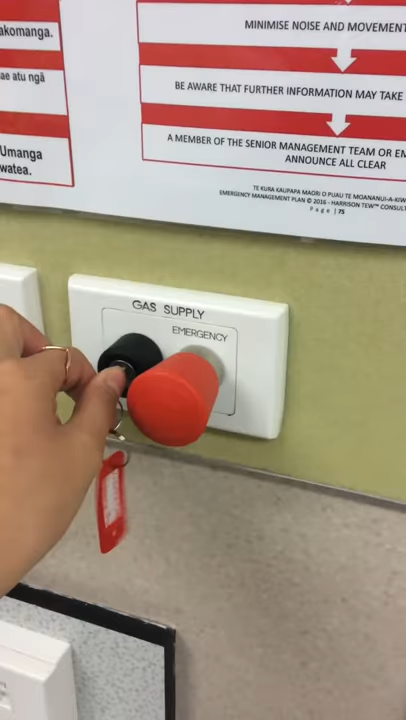 akomanga.
ae atu ngā
Umanga
watea.
MINIMISE NOISE AND MOVEMENT
BE AWARE THAT FURTHER INFORMATION MAY TAKE
A MEMBER OF THE SENIOR MANAGEMENT TEAM OR EM
ANNOUNCE ALL CLEAR
TE KURA KAUPAPA MAORI O PUAU TE MOANANUI-A-KIW
EMERGENCY MANAGEMENT PLAN © 2016 - HARRISON TEW™ CONSULT
Page | 75
GAS SUPPLY
EMERGENCY